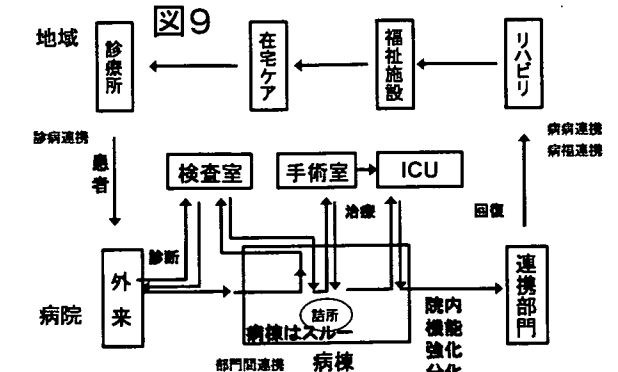 図9
地域
診療所
在宅ケア
福祉施設
リハビリ
診病連携
患者
病病連携
病福連携
検査室
手術室
ICU
治療
回復
診断
外来
病院
詰所
病棟はスルー
連携部門
院内
機能
強化
分化
部門間連携
病棟